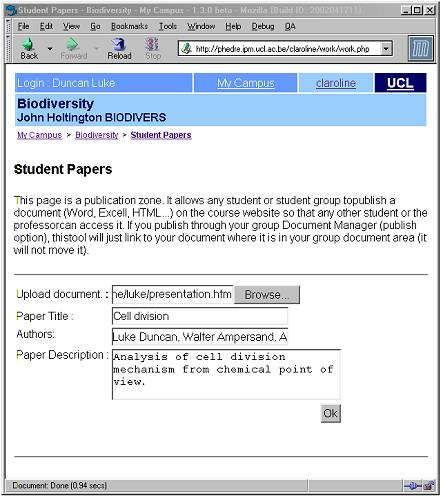 Student Papers - Biodiversity - My Campus - 1.3.0 beta - Mozilla {Build ID: 2002041711}
File Edit View Go Bookmarks Tools Window Help Debug QA
Back Forward Reload Stop http://phedre.ipm.ucl.ac.be/claroline/work/work.php
Login : Duncan Luke My Campus claroline UCL
Biodiversity
John Holtington BIODIVERS
My Campus > Biodiversity > Student Papers
Student Papers
This page is a publication zone. It allows any student or student group topublish a
document (Word, Excell, HTML...) on the course website so that any other student or the
professorcan access it. If you publish through your group Document Manager (publish
option), thistool will just link to your document where it is in your group document area (it
will not move it).
Upload document. : ne/luke/presentation.htm Browse...
Paper Title : Cell division
Authors: Luke Duncan, Walter Ampersand, A
Paper Description : Analysis of cell division
mechanism from chemical point of
view.
Ok
Document: Done (0.94 secs)